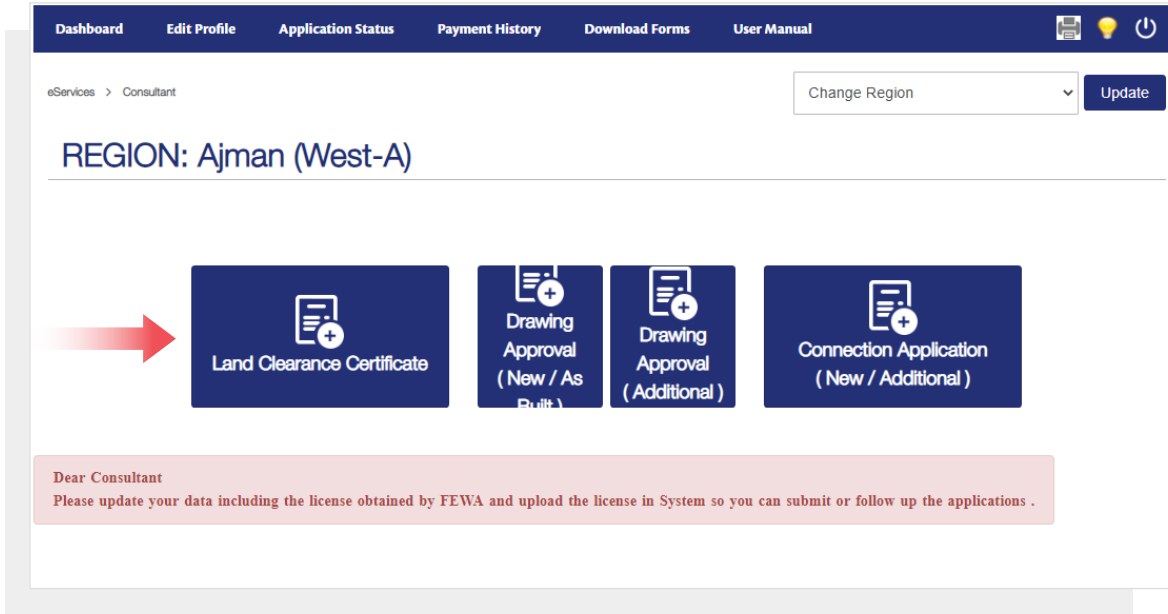 Dashboard Edit Profile Application Status Payment History Download Forms User Manual
eServices > Consultant
Change Region
Update
REGION: Ajman (West-A)
Land Clearance Certificate
Drawing
Approval
( New / As
Built )
Drawing
Approval
( Additional )
Connection Application
( New / Additional )
Dear Consultant
Please update your data including the license obtained by FEWA and upload the license in System so you can submit or follow up the applications .